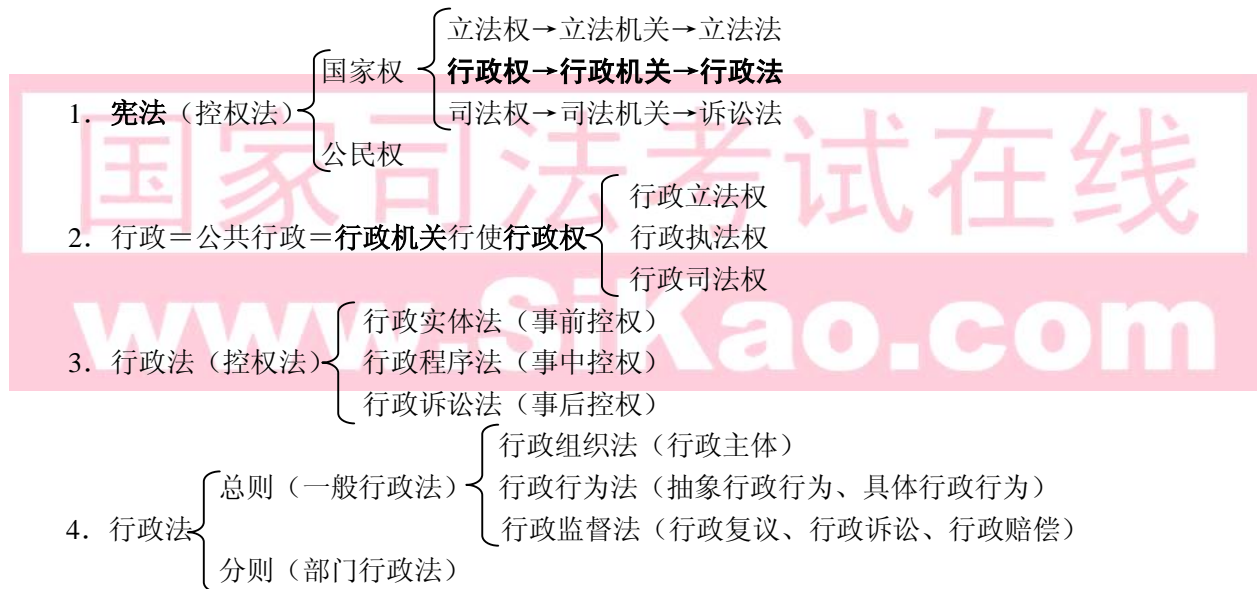 立法权→立法机关→立法法
国家权 行政权→行政机关→行政法
1．宪法（控权法） 司法权→司法机关→诉讼法
公民权
行政立法权
2．行政＝公共行政＝行政机关行使行政权 行政执法权
行政司法权
行政实体法（事前控权）
3．行政法（控权法） 行政程序法（事中控权）
行政诉讼法（事后控权）
行政组织法（行政主体）
总则（一般行政法） 行政行为法（抽象行政行为、具体行政行为）
4．行政法 行政监督法（行政复议、行政诉讼、行政赔偿）
分则（部门行政法）
国家司法考试在线
www.SiKao.com